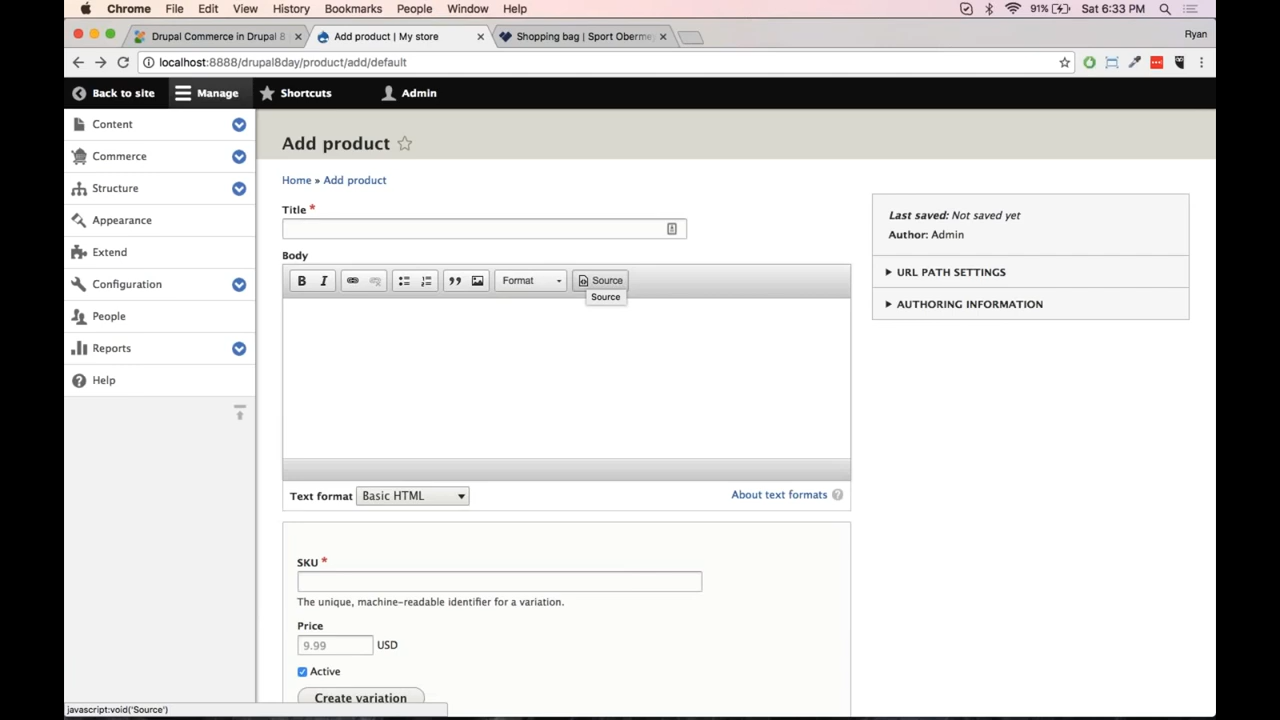 Chrome File Edit View History Bookmarks People Window Help 91% Sat 6:33 PM
Drupal Commerce in Drupal 8 Add product | My store Shopping bag | Sport Obermey Ryan
localhost:8888/drupal8day/product/add/default
Back to site Manage Shortcuts Admin
Content
Commerce
Structure
Appearance
Extend
Configuration
People
Reports
Help
Add product
Home » Add product
Title *
Body
B I Format Source
Source
Text format Basic HTML About text formats ?
SKU *
The unique, machine-readable identifier for a variation.
Price
9.99 USD
Active
Create variation
Last saved: Not saved yet
Author: Admin
URL PATH SETTINGS
AUTHORING INFORMATION
javascript:void('Source')